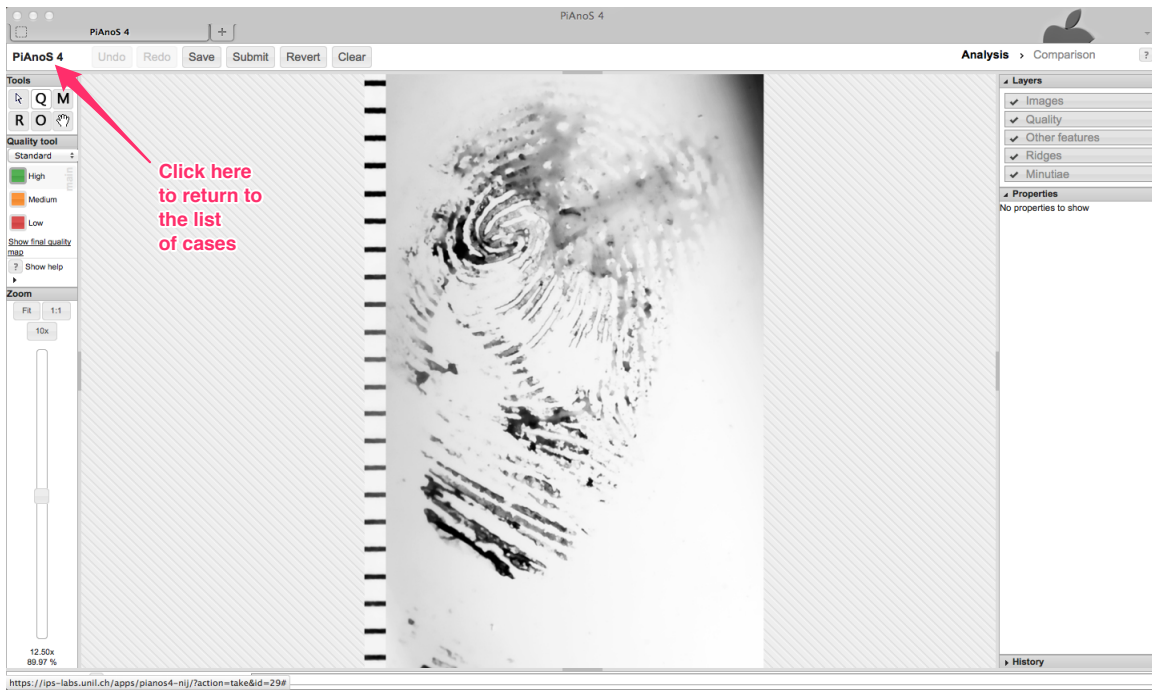 PiAnoS 4
PiAnoS 4
+
PiAnoS 4
Undo
Redo
Save
Submit
Revert
Clear
Analysis › Comparison
?
Tools
Q M
R O
Quality tool
Standard
High
main
Medium
Low
Show final quality
map
? Show help
Zoom
Fit
1:1
10x
12.50x
89.97 %
Click here
to return to
the list
of cases
Layers
Images
Quality
Other features
Ridges
Minutiae
Properties
No properties to show
History
https://ips-labs.unil.ch/apps/pianos4-nij/?action=take&id=29#